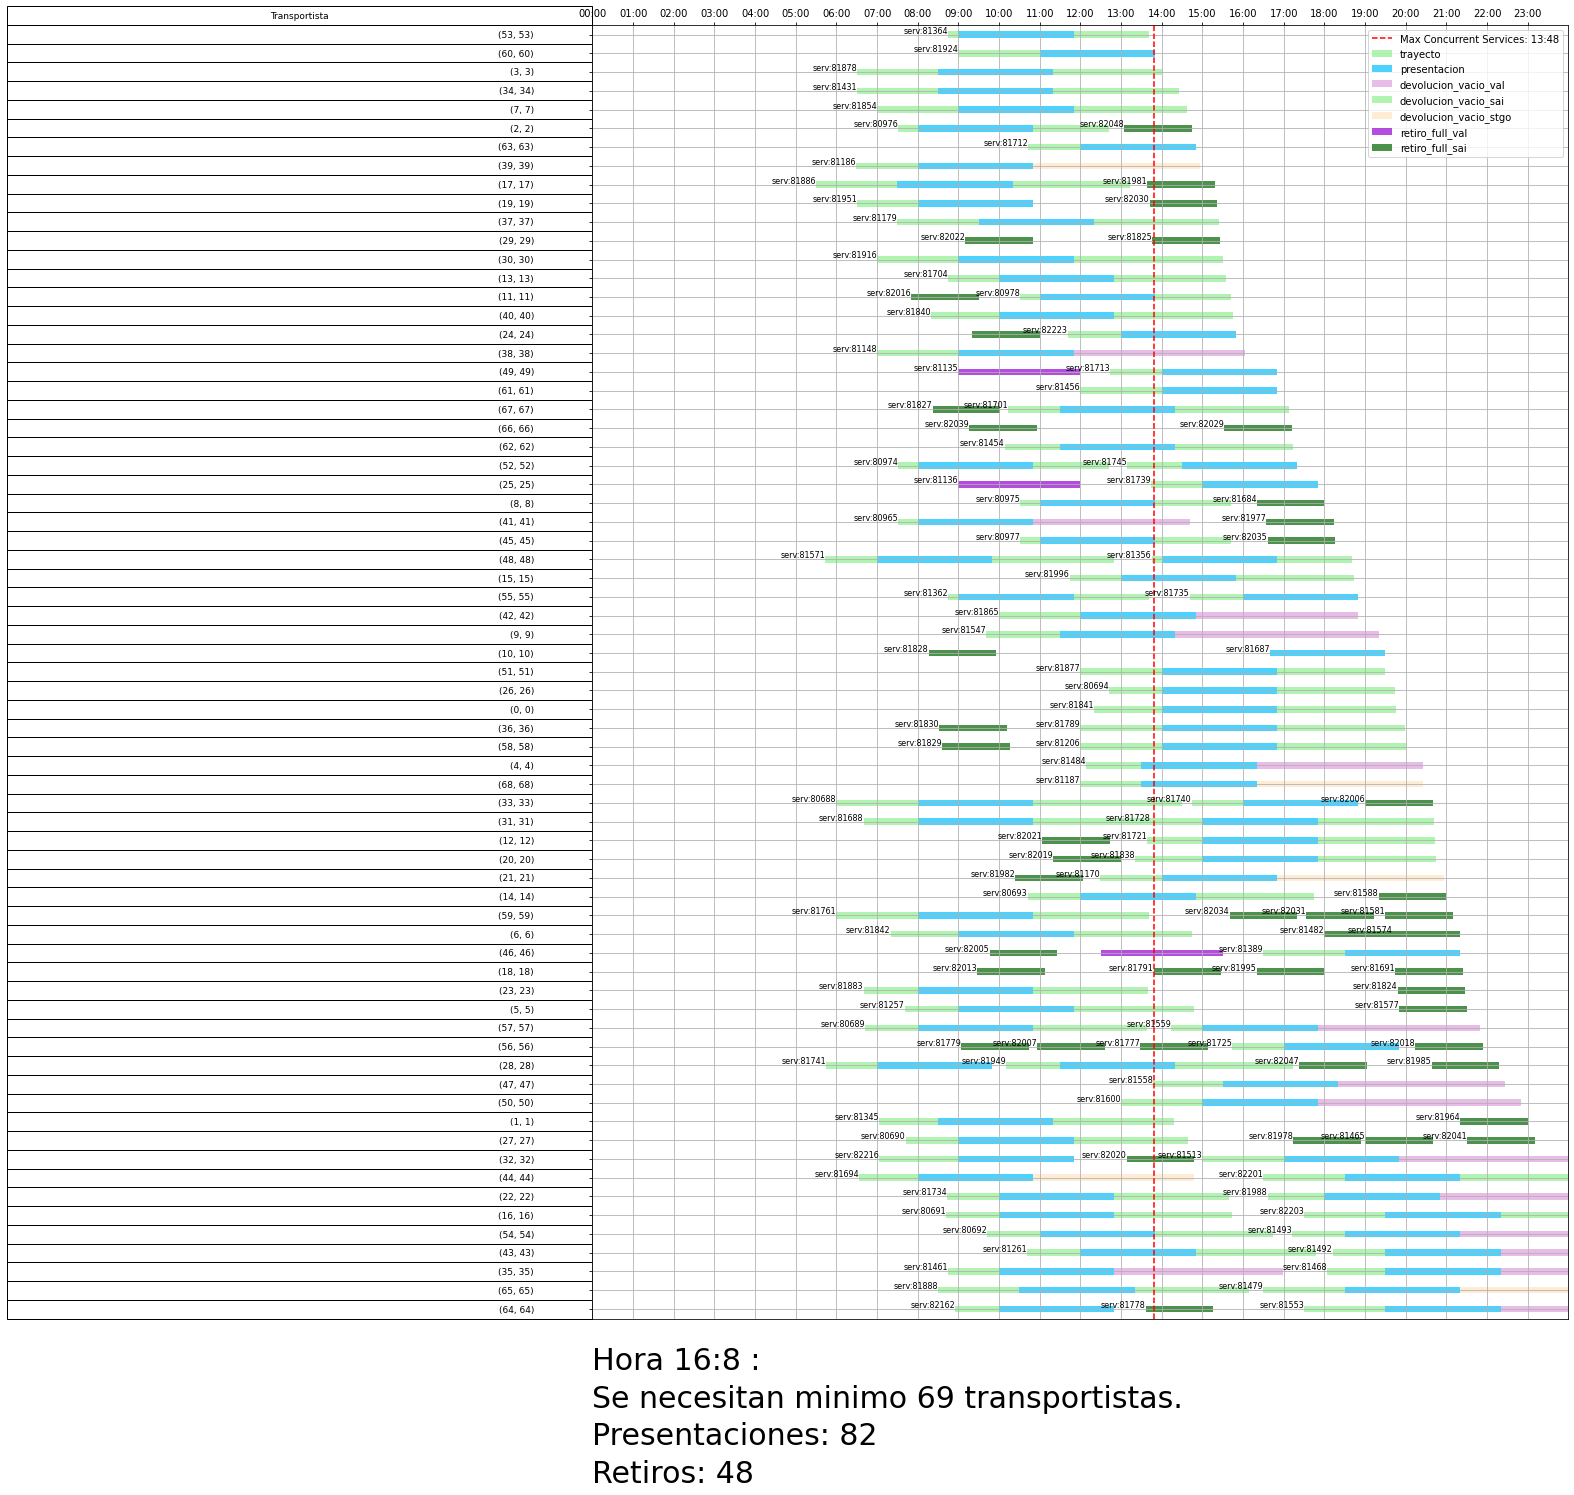 Transportista
00:00 01:00 02:00 03:00 04:00 05:00 06:00 07:00 08:00 09:00 10:00 11:00 12:00 13:00 14:00 15:00 16:00 17:00 18:00 19:00 20:00 21:00 22:00 23:00
Max Concurrent Services: 13:48
trayecto
presentacion
devolucion_vacio_val
devolucion_vacio_sai
devolucion_vacio_stgo
retiro_full_val
retiro_full_sai
(53, 53) serv:81364
(60, 60) serv:81924
(3, 3) serv:81878
(34, 34) serv:81431
(7, 7) serv:81854
(2, 2) serv:80976 serv:82048
(63, 63) serv:81712
(39, 39) serv:81186
(17, 17) serv:81886 serv:81981
(19, 19) serv:81951 serv:82030
(37, 37) serv:81179
(29, 29) serv:82022 serv:81825
(30, 30) serv:81916
(13, 13) serv:81704
(11, 11) serv:82016 serv:80978
(40, 40) serv:81840
(24, 24) serv:82223
(38, 38) serv:81148
(49, 49) serv:81135 serv:81713
(61, 61) serv:81456
(67, 67) serv:81827 serv:81701
(66, 66) serv:82039 serv:82029
(62, 62) serv:81454
(52, 52) serv:80974 serv:81745
(25, 25) serv:81136 serv:81739
(8, 8) serv:80975 serv:81684
(41, 41) serv:80965 serv:81977
(45, 45) serv:80977 serv:82035
(48, 48) serv:81571 serv:81356
(15, 15) serv:81996
(55, 55) serv:81362 serv:81735
(42, 42) serv:81865
(9, 9) serv:81547
(10, 10) serv:81828 serv:81687
(51, 51) serv:81877
(26, 26) serv:80694
(0, 0) serv:81841
(36, 36) serv:81830 serv:81789
(58, 58) serv:81829 serv:81206
(4, 4) serv:81484
(68, 68) serv:81187
(33, 33) serv:80688 serv:81740 serv:82006
(31, 31) serv:81688 serv:81728
(12, 12) serv:82021 serv:81721
(20, 20) serv:82019 serv:81838
(21, 21) serv:81982 serv:81170
(14, 14) serv:80693 serv:81588
(59, 59) serv:81761 serv:82034 serv:82031 serv:81581
(6, 6) serv:81842 serv:81482 serv:81574
(46, 46) serv:82005 serv:81389
(18, 18) serv:82013 serv:81791 serv:81995 serv:81691
(23, 23) serv:81883 serv:81824
(5, 5) serv:81257 serv:81577
(57, 57) serv:80689 serv:81559
(56, 56) serv:81779 serv:82007 serv:81777 serv:81725 serv:82018
(28, 28) serv:81741 serv:81949 serv:82047 serv:81985
(47, 47) serv:81558
(50, 50) serv:81600
(1, 1) serv:81345 serv:81964
(27, 27) serv:80690 serv:81978 serv:81465 serv:82041
(32, 32) serv:82216 serv:82020 serv:81513
(44, 44) serv:81694 serv:82201
(22, 22) serv:81734 serv:81988
(16, 16) serv:80691 serv:82203
(54, 54) serv:80692 serv:81493
(43, 43) serv:81261 serv:81492
(35, 35) serv:81461 serv:81468
(65, 65) serv:81888 serv:81479
(64, 64) serv:82162 serv:81778 serv:81553
Hora 16:8 :
Se necesitan minimo 69 transportistas.
Presentaciones: 82
Retiros: 48